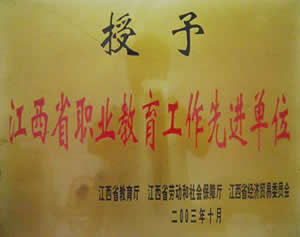 授予
江西省职业教育工作先进单位
江西省教育厅 江西省劳动和社会保障厅 江西省经济贸易委员会
二00三年十月